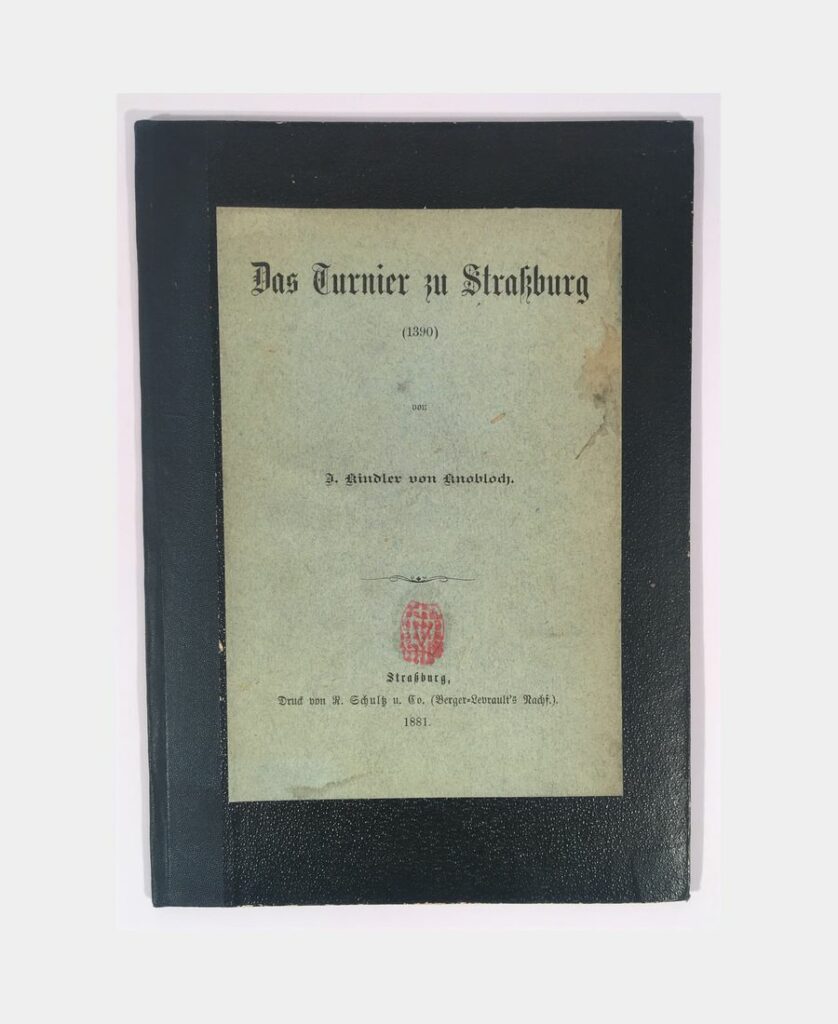 Das Turnier zu Straßburg
(1390)
von
J. Kindler von Knobloch.
Straßburg,
Druck von R. Schultz u. Co. (Berger-Levrault's Nachf.).
1881.